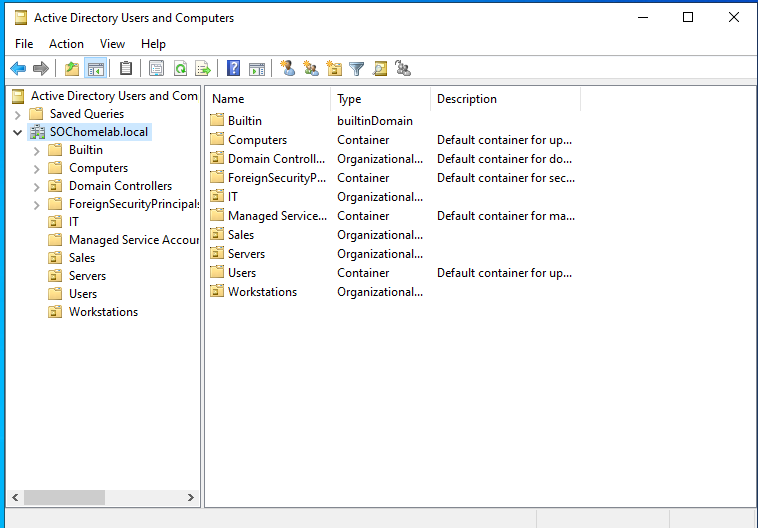 Active Directory Users and Computers
File Action View Help
Active Directory Users and Com
Saved Queries
SOChomelab.local
Builtin
Computers
Domain Controllers
ForeignSecurityPrincipals
IT
Managed Service Accour
Sales
Servers
Users
Workstations
Name Type Description
Builtin builtinDomain
Computers Container Default container for up...
Domain Controll... Organizational... Default container for do...
ForeignSecurityP... Container Default container for sec...
IT Organizational...
Managed Service... Container Default container for ma...
Sales Organizational...
Servers Organizational...
Users Container Default container for up...
Workstations Organizational...